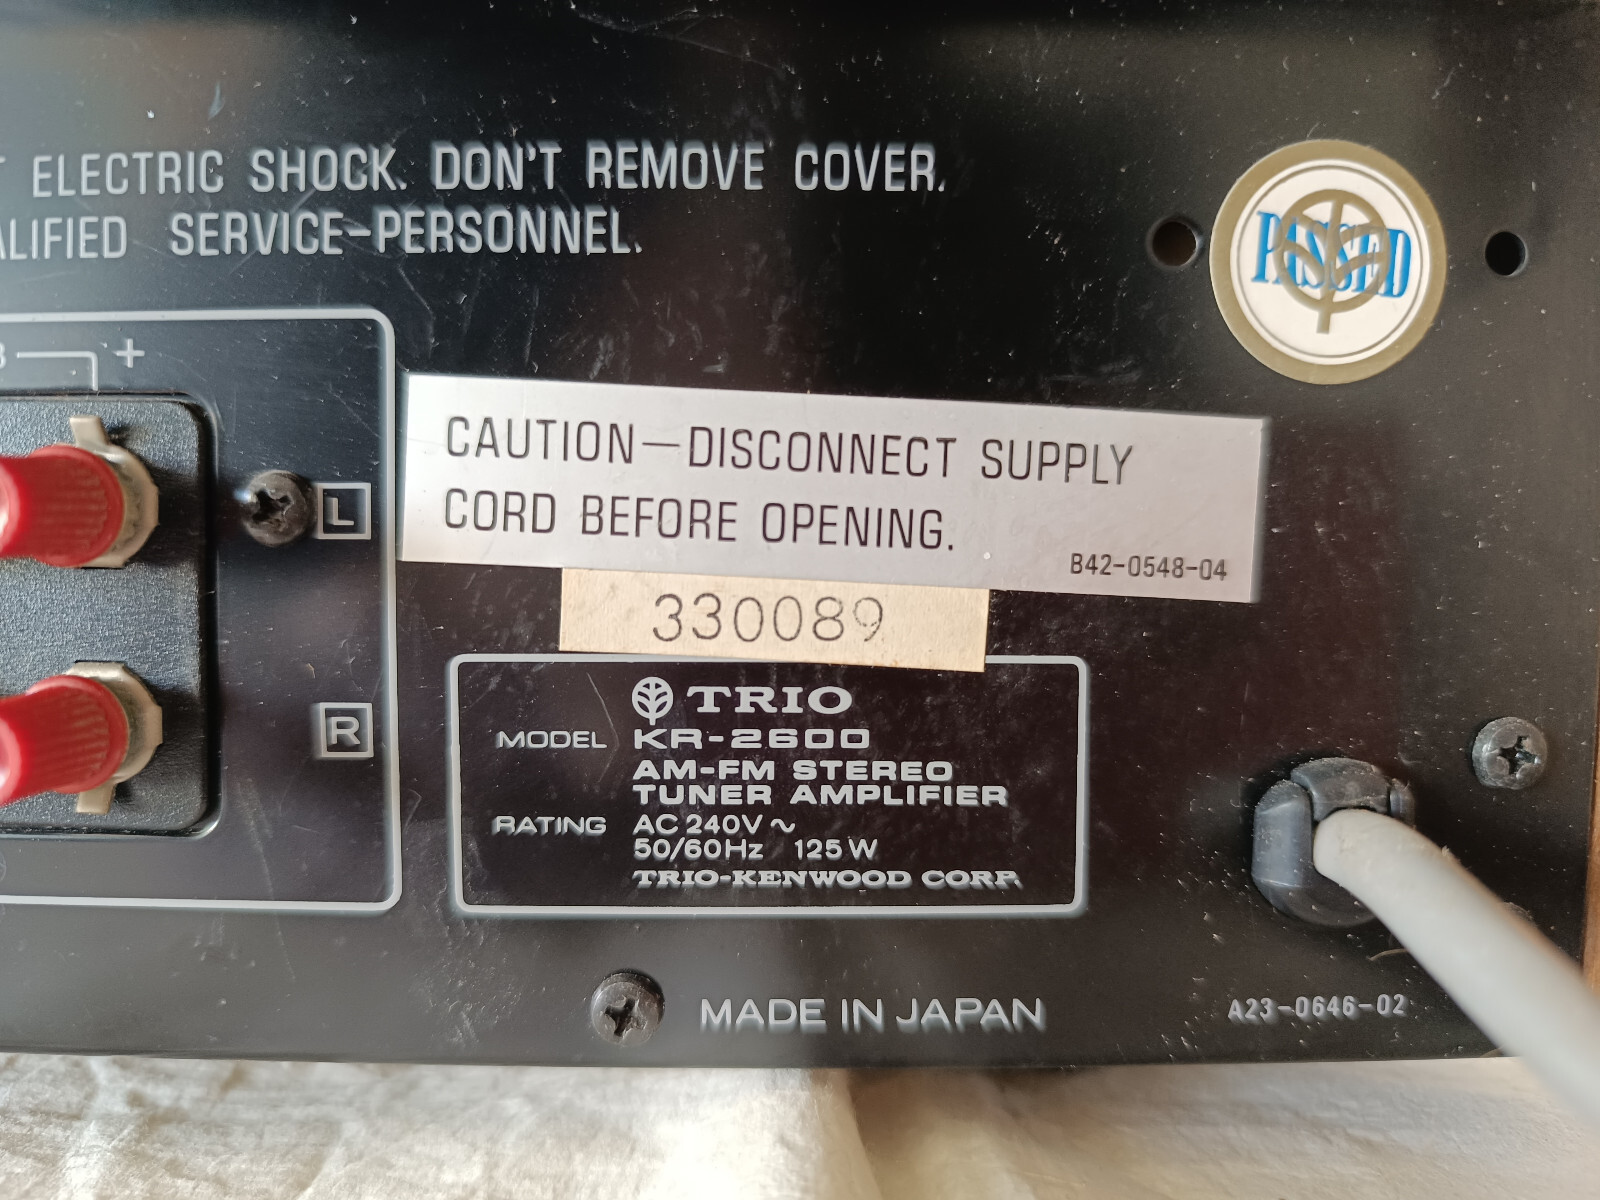 ELECTRIC SHOCK. DON'T REMOVE COVER.
SERVICE-PERSONNEL.
PASSED
+
L
CAUTION—DISCONNECT SUPPLY
CORD BEFORE OPENING.
B42-0548-04
330089
R
TRIO
MODEL KR-2600
AM-FM STEREO
TUNER AMPLIFIER
RATING AC 240V ~
50/60Hz 125W
TRIO-KENWOOD CORP.
MADE IN JAPAN
A23-0646-02